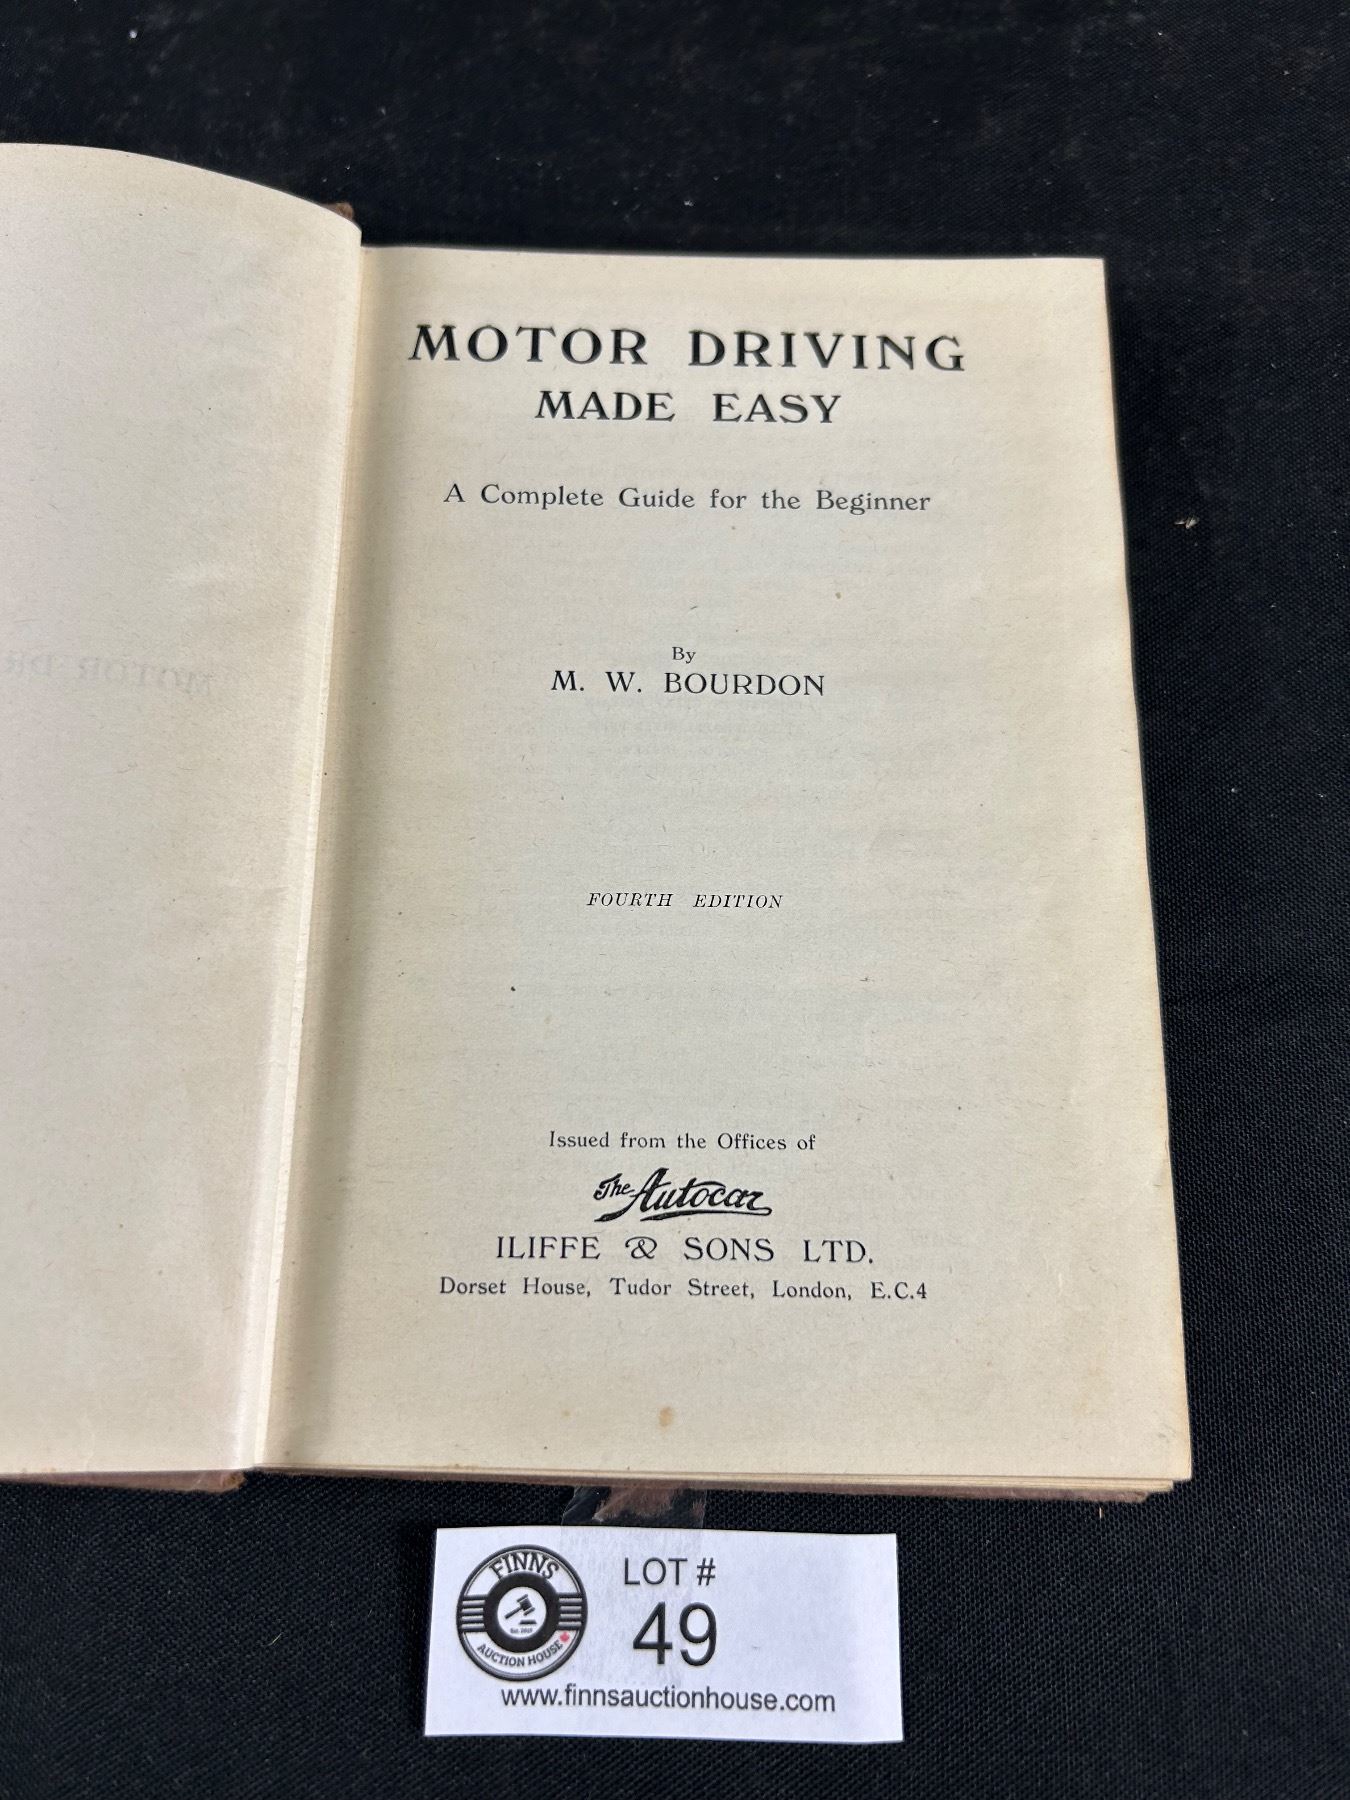 MOTOR DRIVING
MADE EASY
A Complete Guide for the Beginner
By
M. W. BOURDON
FOURTH EDITION
Issued from the Offices of
The Autocar
ILIFFE & SONS LTD.
Dorset House, Tudor Street, London, E.C.4
FINNS
AUCTION HOUSE
LOT #
49
www.finnsauctionhouse.com